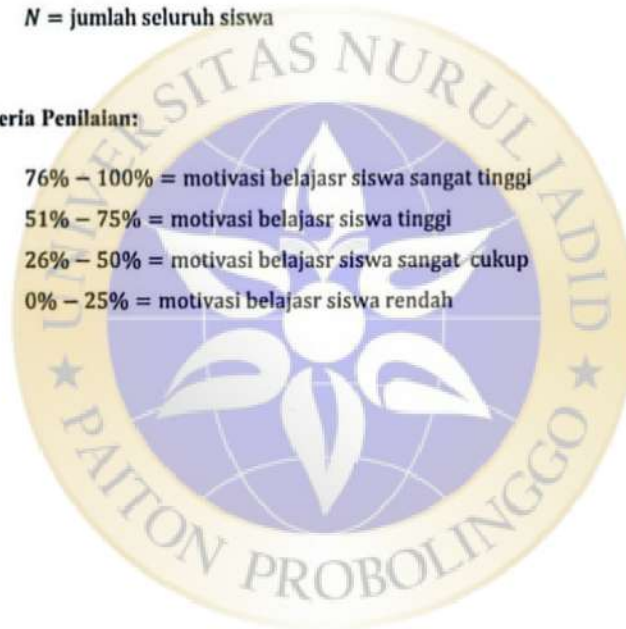 N = jumlah seluruh siswa
eria Penilaian:
76% – 100% = motivasi belajasr siswa sangat tinggi
51% – 75% = motivasi belajasr siswa tinggi
26% – 50% = motivasi belajasr siswa sangat cukup
0% – 25% = motivasi belajasr siswa rendah
UNIVERSITAS NURUL JADID
PAITON PROBOLINGGO